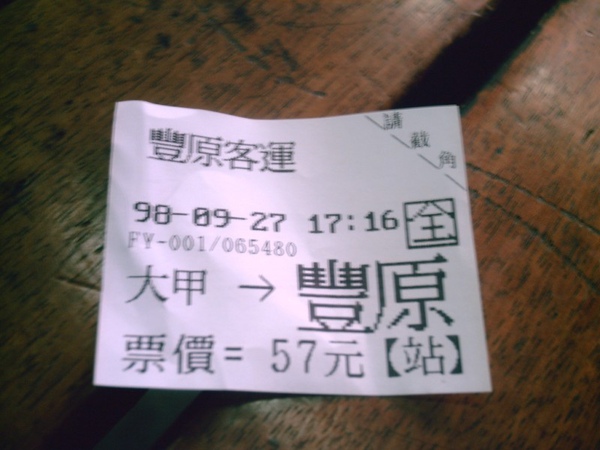 豐原客運
請
截
角
98-09-27 17:16 全
FY-001/065480
大甲 → 豐原
票價= 57元【站】